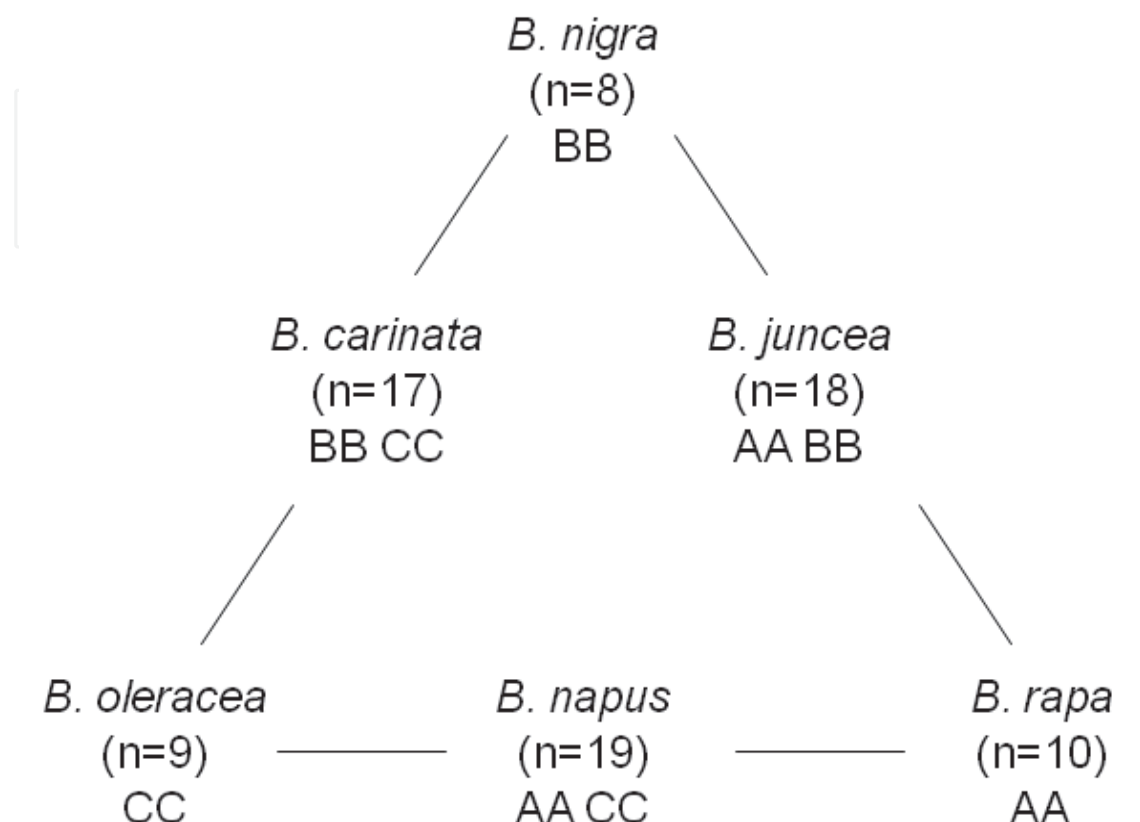 B. nigra
(n=8)
BB
B. carinata
(n=17)
BB CC
B. juncea
(n=18)
AA BB
B. oleracea
(n=9)
CC
B. napus
(n=19)
AA CC
B. rapa
(n=10)
AA